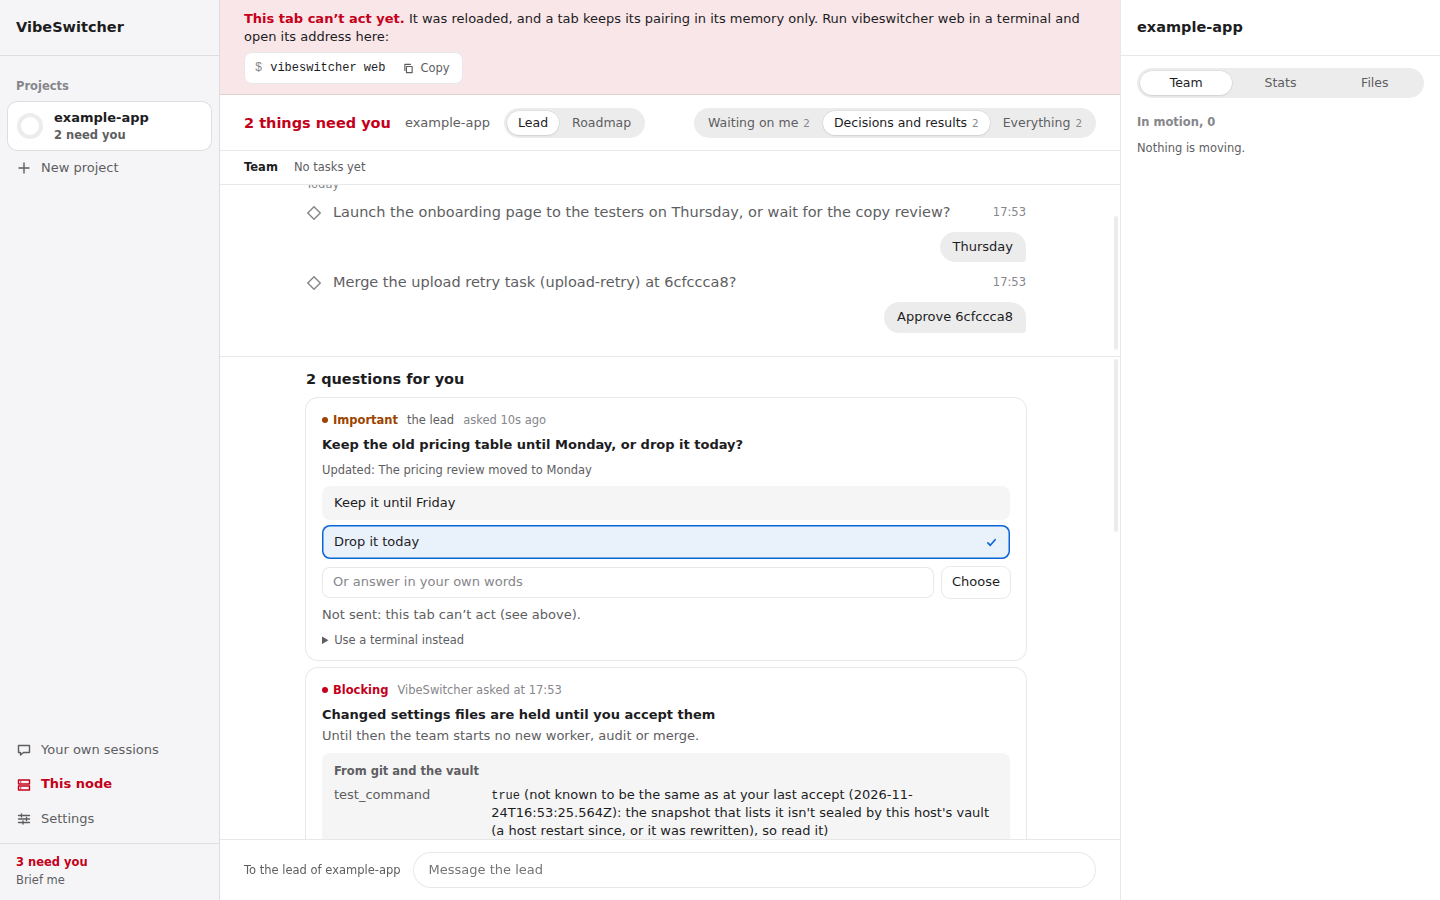 VibeSwitcher
Projects
example-app
2 need you
New project
Your own sessions
This node
Settings
3 need you
Brief me
This tab can’t act yet. It was reloaded, and a tab keeps its pairing in its memory only. Run vibeswitcher web in a terminal and
open its address here:
$ vibeswitcher web Copy
2 things need you example-app Lead Roadmap Waiting on me 2 Decisions and results 2 Everything 2
Team No tasks yet
Today
Launch the onboarding page to the testers on Thursday, or wait for the copy review? 17:53
Thursday
Merge the upload retry task (upload-retry) at 6cfccca8? 17:53
Approve 6cfccca8
2 questions for you
Important the lead asked 10s ago
Keep the old pricing table until Monday, or drop it today?
Updated: The pricing review moved to Monday
Keep it until Friday
Drop it today
Or answer in your own words Choose
Not sent: this tab can’t act (see above).
Use a terminal instead
Blocking VibeSwitcher asked at 17:53
Changed settings files are held until you accept them
Until then the team starts no new worker, audit or merge.
From git and the vault
test_command true (not known to be the same as at your last accept (2026-11-
24T16:53:25.564Z): the snapshot that lists it isn't sealed by this host's vault
(a host restart since, or it was rewritten), so read it)
To the lead of example-app Message the lead
example-app
Team Stats Files
In motion, 0
Nothing is moving.